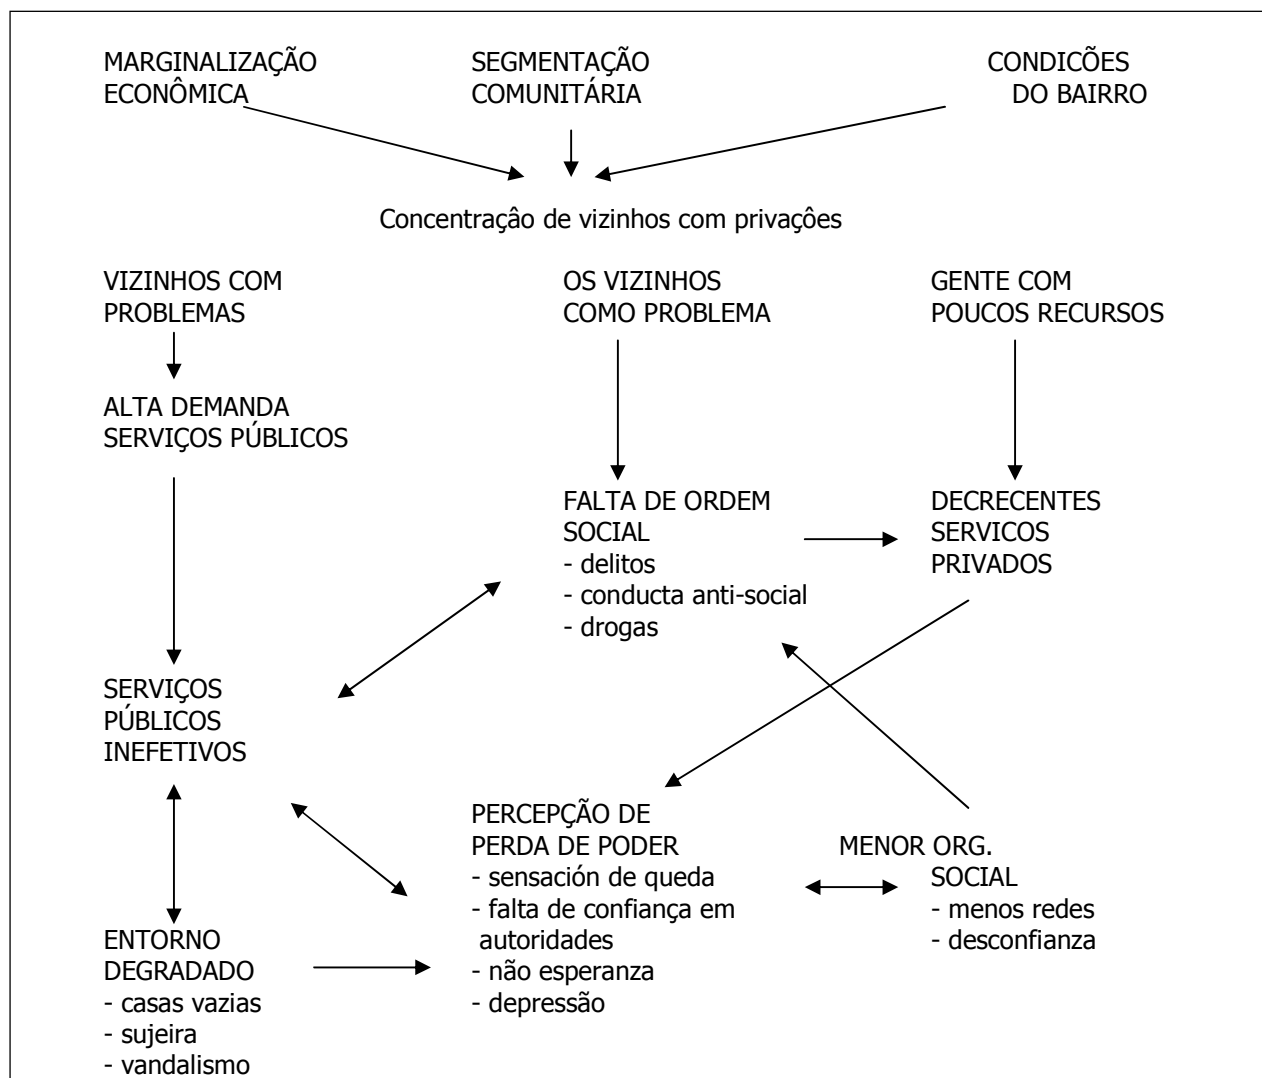 MARGINALIZAÇÃO
ECONÔMICA
SEGMENTAÇÃO
COMUNITÁRIA
CONDICÕES
DO BAIRRO
Concentraçâo de vizinhos com privaçôes
VIZINHOS COM
PROBLEMAS
OS VIZINHOS
COMO PROBLEMA
GENTE COM
POUCOS RECURSOS
ALTA DEMANDA
SERVIÇOS PÚBLICOS
FALTA DE ORDEM
SOCIAL
- delitos
- conducta anti-social
- drogas
DECRECENTES
SERVICOS
PRIVADOS
SERVIÇOS
PÚBLICOS
INEFETIVOS
PERCEPÇÃO DE
PERDA DE PODER
- sensación de queda
- falta de confiança em
autoridades
- não esperanza
- depressão
MENOR ORG.
SOCIAL
- menos redes
- desconfianza
ENTORNO
DEGRADADO
- casas vazias
- sujeira
- vandalismo